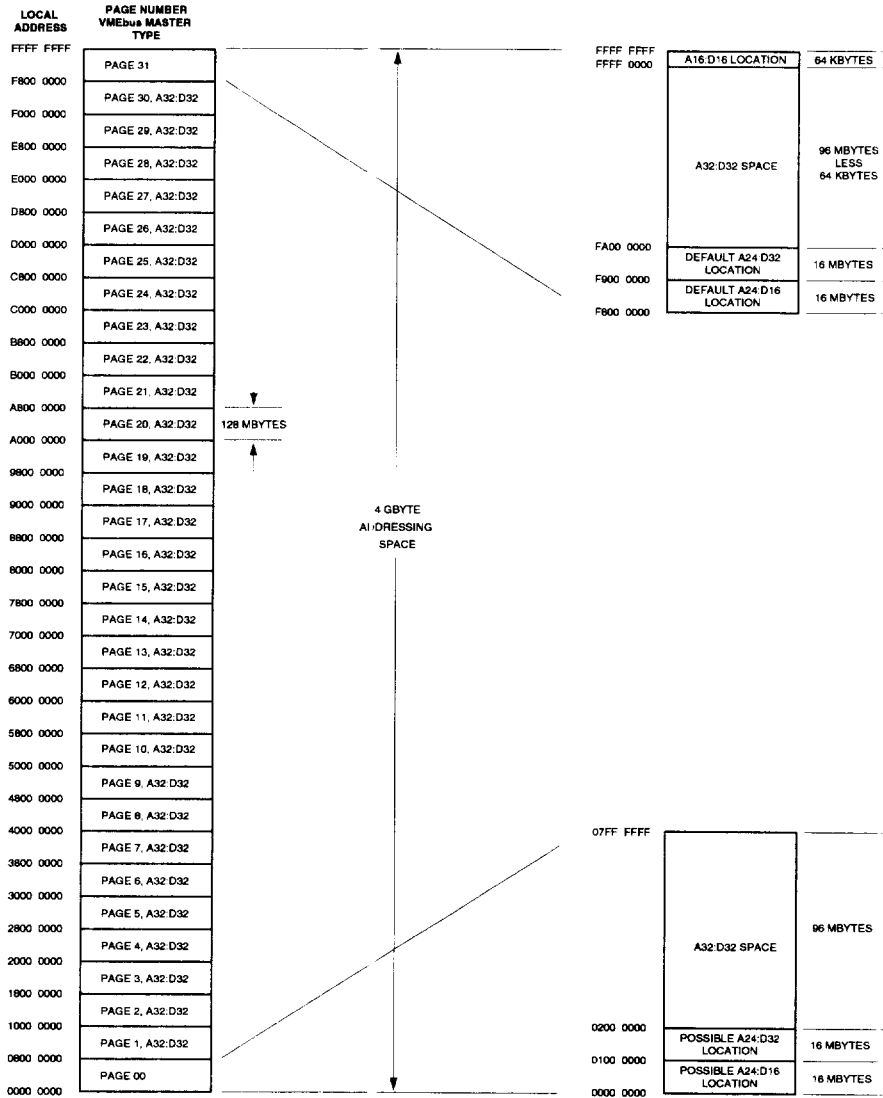 LOCAL
ADDRESS
PAGE NUMBER
VMEbus MASTER
TYPE
FFFF FFFF
PAGE 31
F800 0000
PAGE 30, A32:D32
F000 0000
PAGE 29, A32:D32
E800 0000
PAGE 28, A32:D32
E000 0000
PAGE 27, A32:D32
D800 0000
PAGE 26, A32:D32
D000 0000
PAGE 25, A32:D32
C800 0000
PAGE 24, A32:D32
C000 0000
PAGE 23, A32:D32
B800 0000
PAGE 22, A32:D32
B000 0000
PAGE 21, A32:D32
A800 0000
PAGE 20, A32:D32
128 MBYTES
A000 0000
PAGE 19, A32:D32
9800 0000
PAGE 18, A32:D32
9000 0000
PAGE 17, A32:D32
8800 0000
PAGE 16, A32:D32
8000 0000
PAGE 15, A32:D32
7800 0000
PAGE 14, A32:D32
7000 0000
PAGE 13, A32:D32
6800 0000
PAGE 12, A32:D32
6000 0000
PAGE 11, A32:D32
5800 0000
PAGE 10, A32:D32
5000 0000
PAGE 9, A32:D32
4800 0000
PAGE 8, A32:D32
4000 0000
PAGE 7, A32:D32
3800 0000
PAGE 6, A32:D32
3000 0000
PAGE 5, A32:D32
2800 0000
PAGE 4, A32:D32
2000 0000
PAGE 3, A32:D32
1800 0000
PAGE 2, A32:D32
1000 0000
PAGE 1, A32:D32
0800 0000
PAGE 00
0000 0000
4 GBYTE
ADDRESSING
SPACE
FFFF FFFF
A16:D16 LOCATION
64 KBYTES
FFFF 0000
A32:D32 SPACE
96 MBYTES
LESS
64 KBYTES
FA00 0000
DEFAULT A24:D32
LOCATION
16 MBYTES
F900 0000
DEFAULT A24:D16
LOCATION
16 MBYTES
F800 0000
07FF FFFF
A32:D32 SPACE
96 MBYTES
0200 0000
POSSIBLE A24:D32
LOCATION
16 MBYTES
0100 0000
POSSIBLE A24:D16
LOCATION
16 MBYTES
0000 0000